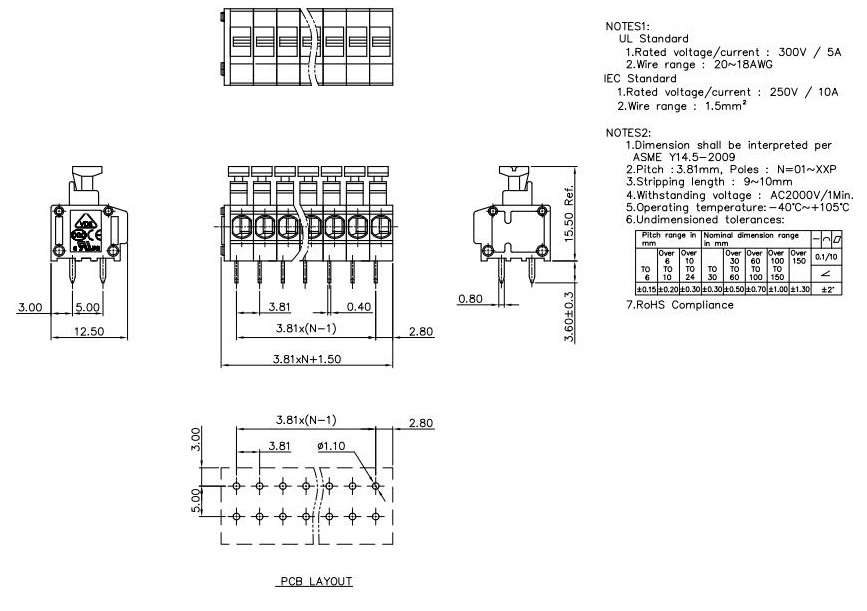 NOTES1:
UL Standard
1.Rated voltage/current : 300V / 5A
2.Wire range : 20~18AWG
IEC Standard
1.Rated voltage/current : 250V / 10A
2.Wire range : 1.5mm²
NOTES2:
1.Dimension shall be interpreted per
ASME Y14.5-2009
2.Pitch :3.81mm, Poles : N=01~XXP
3.Stripping length : 9~10mm
4.Withstanding voltage : AC2000V/1Min.
5.Operating temperature:-40°C~+105°C
6.Undimensioned tolerances:
Pitch range in mm Nominal dimension range in mm
TO 6 Over 6 TO 10 Over 10 TO 24 TO 30 Over 30 TO 60 Over 60 TO 100 Over 100 TO 150 Over 150 0.1/10
±0.15 ±0.20 ±0.30 ±0.30 ±0.50 ±0.70 ±1.00 ±1.30 ±2°
7.RoHS Compliance
3.00
5.00
12.50
3.81
0.40
3.81x(N-1)
2.80
3.81xN+1.50
15.50 Ref.
0.80
3.60±0.3
3.81x(N-1)
2.80
3.00
3.81
ø1.10
5.00
PCB LAYOUT